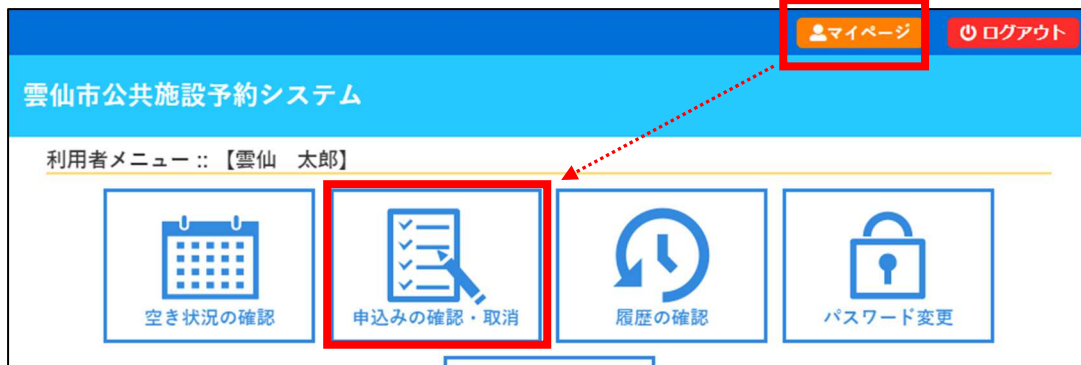 マイページ
ログアウト
雲仙市公共施設予約システム
利用者メニュー :: 【雲仙　太郎】
空き状況の確認
申込みの確認・取消
履歴の確認
パスワード変更